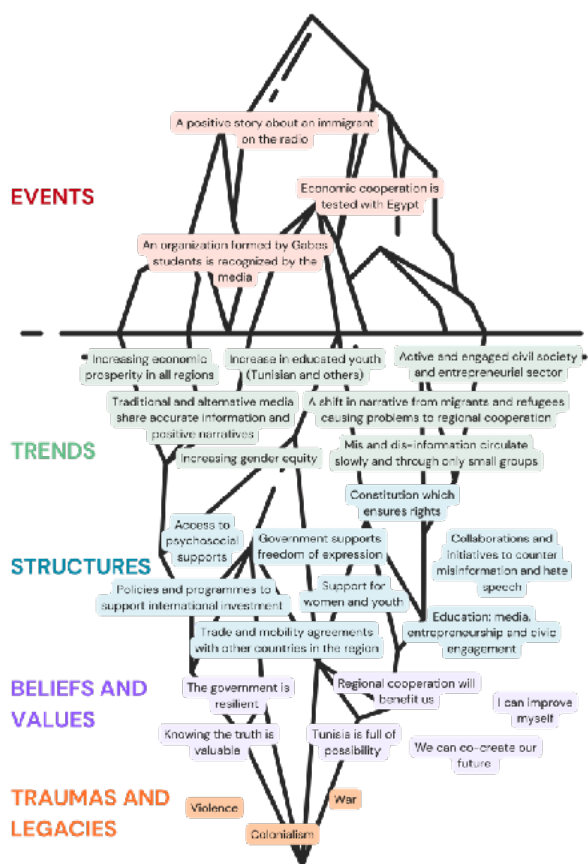 A positive story about an immigrant
on the radio
EVENTS
Economic cooperation is
tested with Egypt
An organization formed by Gabes
students is recognized by the
media
Increasing economic
prosperity in all regions
Increase in educated youth
(Tunisian and others)
Active and engaged civil society
and entrepreneurial sector
Traditional and alternative media
share accurate information and
positive narratives
A shift in narrative from migrants and refugees
causing problems to regional cooperation
TRENDS
Increasing gender equity
Mis and dis-information circulate
slowly and through only small groups
Constitution which
ensures rights
Access to
psychosocial
supports
Government supports
freedom of expression
Collaborations and
initiatives to counter
misinformation and hate
speech
STRUCTURES
Policies and programmes to
support international investment
Support for
women and youth
Education: media,
entrepreneurship and civic
engagement
Trade and mobility agreements
with other countries in the region
BELIEFS AND
VALUES
The government is
resilient
Regional cooperation will
benefit us
I can improve
myself
Knowing the truth is
valuable
Tunisia is full of
possibility
We can co-create our
future
TRAUMAS AND
LEGACIES
Violence
War
Colonialism